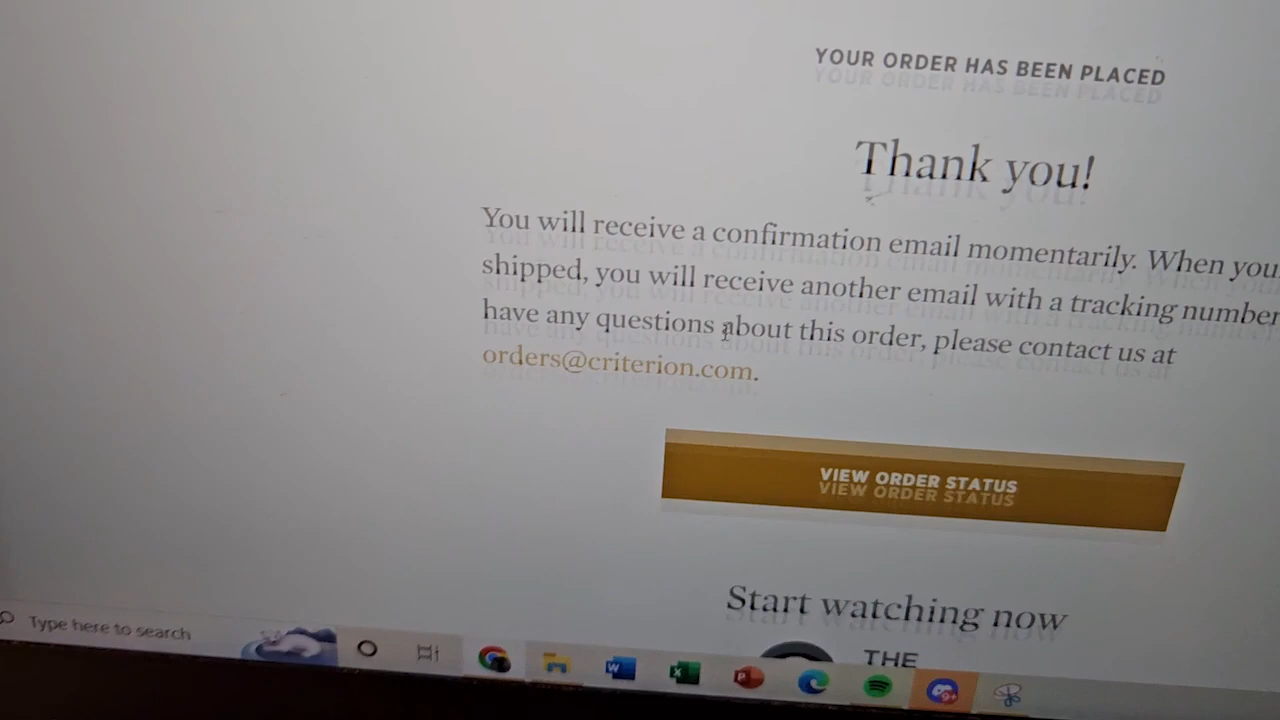 YOUR ORDER HAS BEEN PLACED
Thank you!
You will receive a confirmation email momentarily. When you
shipped, you will receive another email with a tracking number
have any questions about this order, please contact us at
orders@criterion.com.
VIEW ORDER STATUS
Start watching now
THE
Type here to search
W
X
P
9+